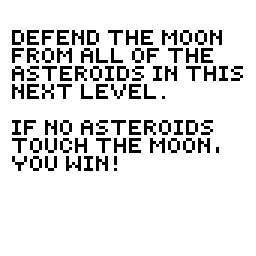 DEFEND THE MOON
FROM ALL OF THE
ASTEROIDS IN THIS
NEXT LEVEL.
IF NO ASTEROIDS
TOUCH THE MOON,
YOU WIN!